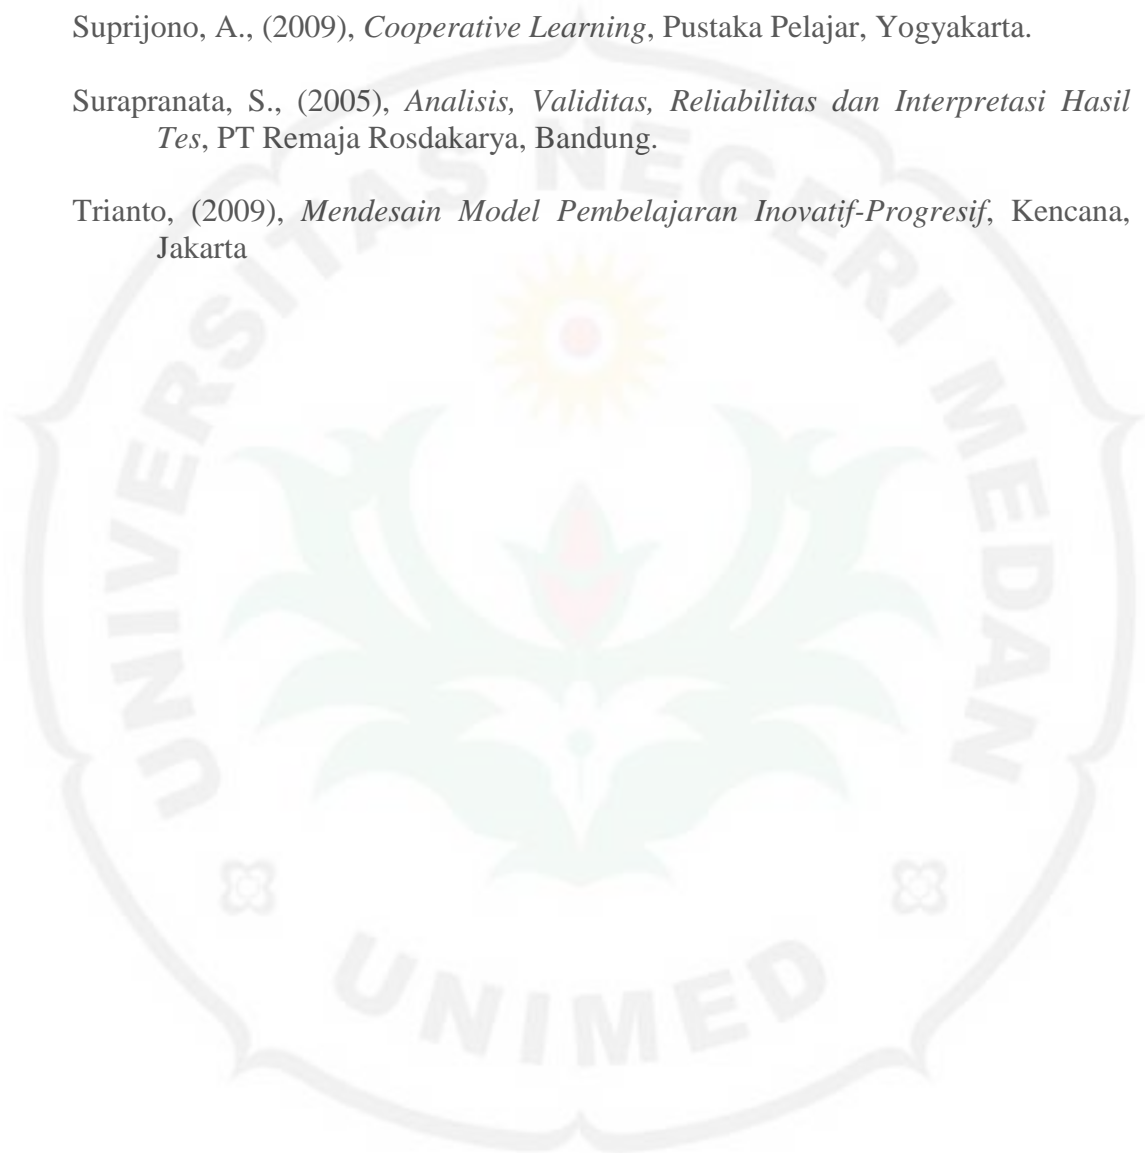 Suprijono, A., (2009), Cooperative Learning, Pustaka Pelajar, Yogyakarta.
Surapranata, S., (2005), Analisis, Validitas, Reliabilitas dan Interpretasi Hasil
Tes, PT Remaja Rosdakarya, Bandung.
Trianto, (2009), Mendesain Model Pembelajaran Inovatif-Progresif, Kencana,
Jakarta
UNIVERSITAS NEGERI MEDAN
UNIMED